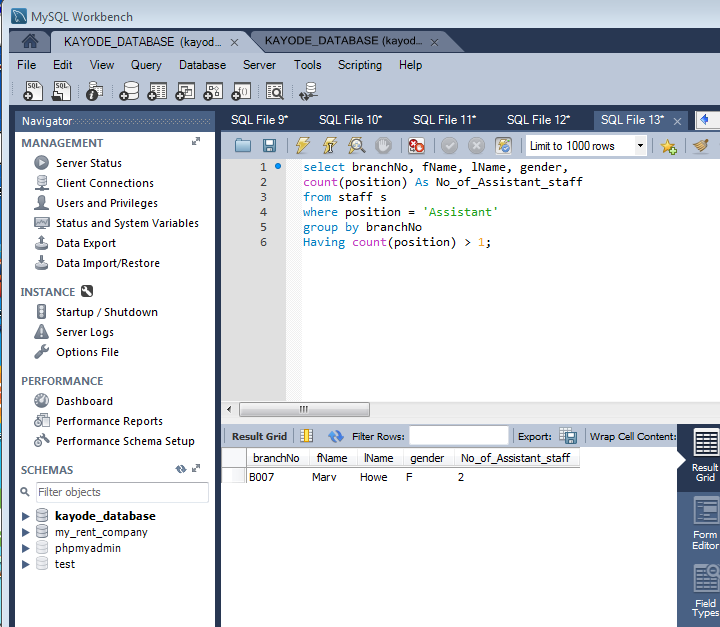 MySQL Workbench
KAYODE_DATABASE (kayod...
KAYODE_DATABASE (kayod...
File Edit View Query Database Server Tools Scripting Help
Navigator
MANAGEMENT
Server Status
Client Connections
Users and Privileges
Status and System Variables
Data Export
Data Import/Restore
INSTANCE
Startup / Shutdown
Server Logs
Options File
PERFORMANCE
Dashboard
Performance Reports
Performance Schema Setup
SCHEMAS
Filter objects
kayode_database
my_rent_company
phpmyadmin
test
SQL File 9* SQL File 10* SQL File 11* SQL File 12* SQL File 13*
Limit to 1000 rows
1 select branchNo, fName, lName, gender,
2 count(position) As No_of_Assistant_staff
3 from staff s
4 where position = 'Assistant'
5 group by branchNo
6 Having count(position) > 1;
Result Grid Filter Rows: Export: Wrap Cell Content:
branchNo fName lName gender No_of_Assistant_staff
B007 Mary Howe F 2
Result
Grid
Form
Editor
Field
Types